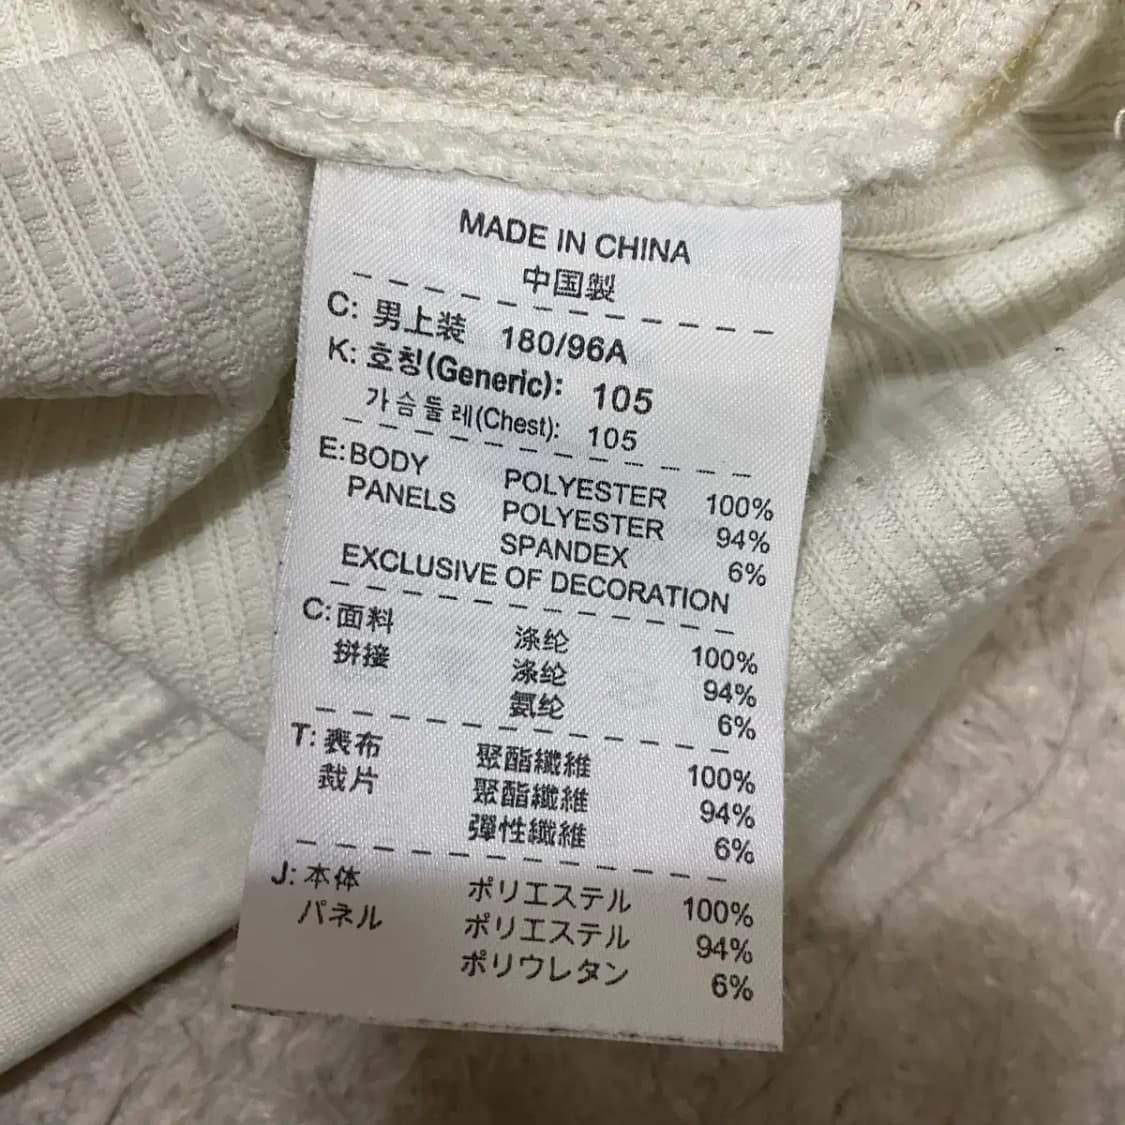 MADE IN CHINA
中国製
C: 男上装 180/96A
K: 호칭(Generic): 105
가슴둘레(Chest): 105
E: BODY POLYESTER 100%
PANELS POLYESTER 94%
SPANDEX 6%
EXCLUSIVE OF DECORATION
C: 面料 涤纶 100%
拼接 涤纶 94%
氨纶 6%
T: 表布 聚酯纖維 100%
裁片 聚酯纖維 94%
彈性纖維 6%
J: 本体 ポリエステル 100%
パネル ポリエステル 94%
ポリウレタン 6%